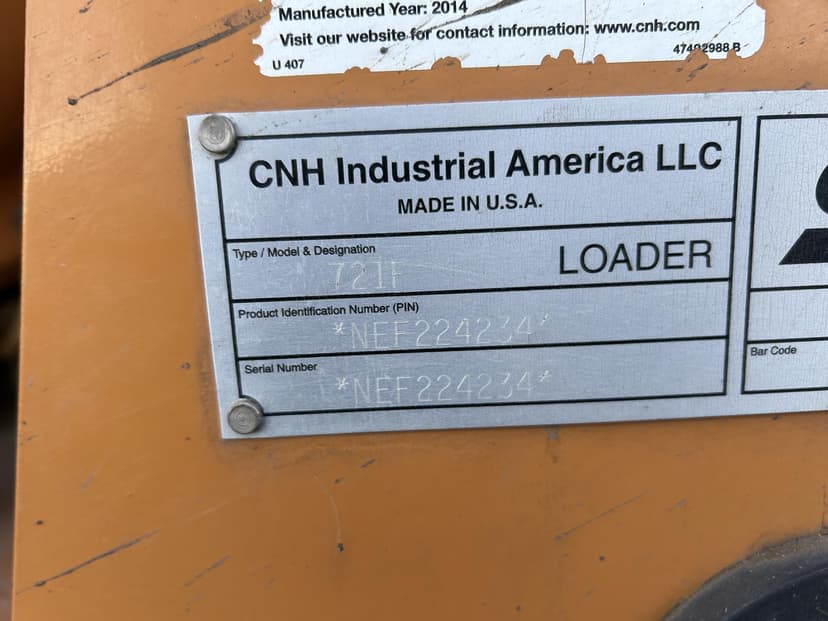 Manufactured Year: 2014
Visit our website for contact information: www.cnh.com
U 407
47492988 B
CNH Industrial America LLC
MADE IN U.S.A.
Type / Model & Designation
721F
LOADER
Product Identification Number (PIN)
*NEF224234*
Serial Number
*NEF224234*
Bar Code